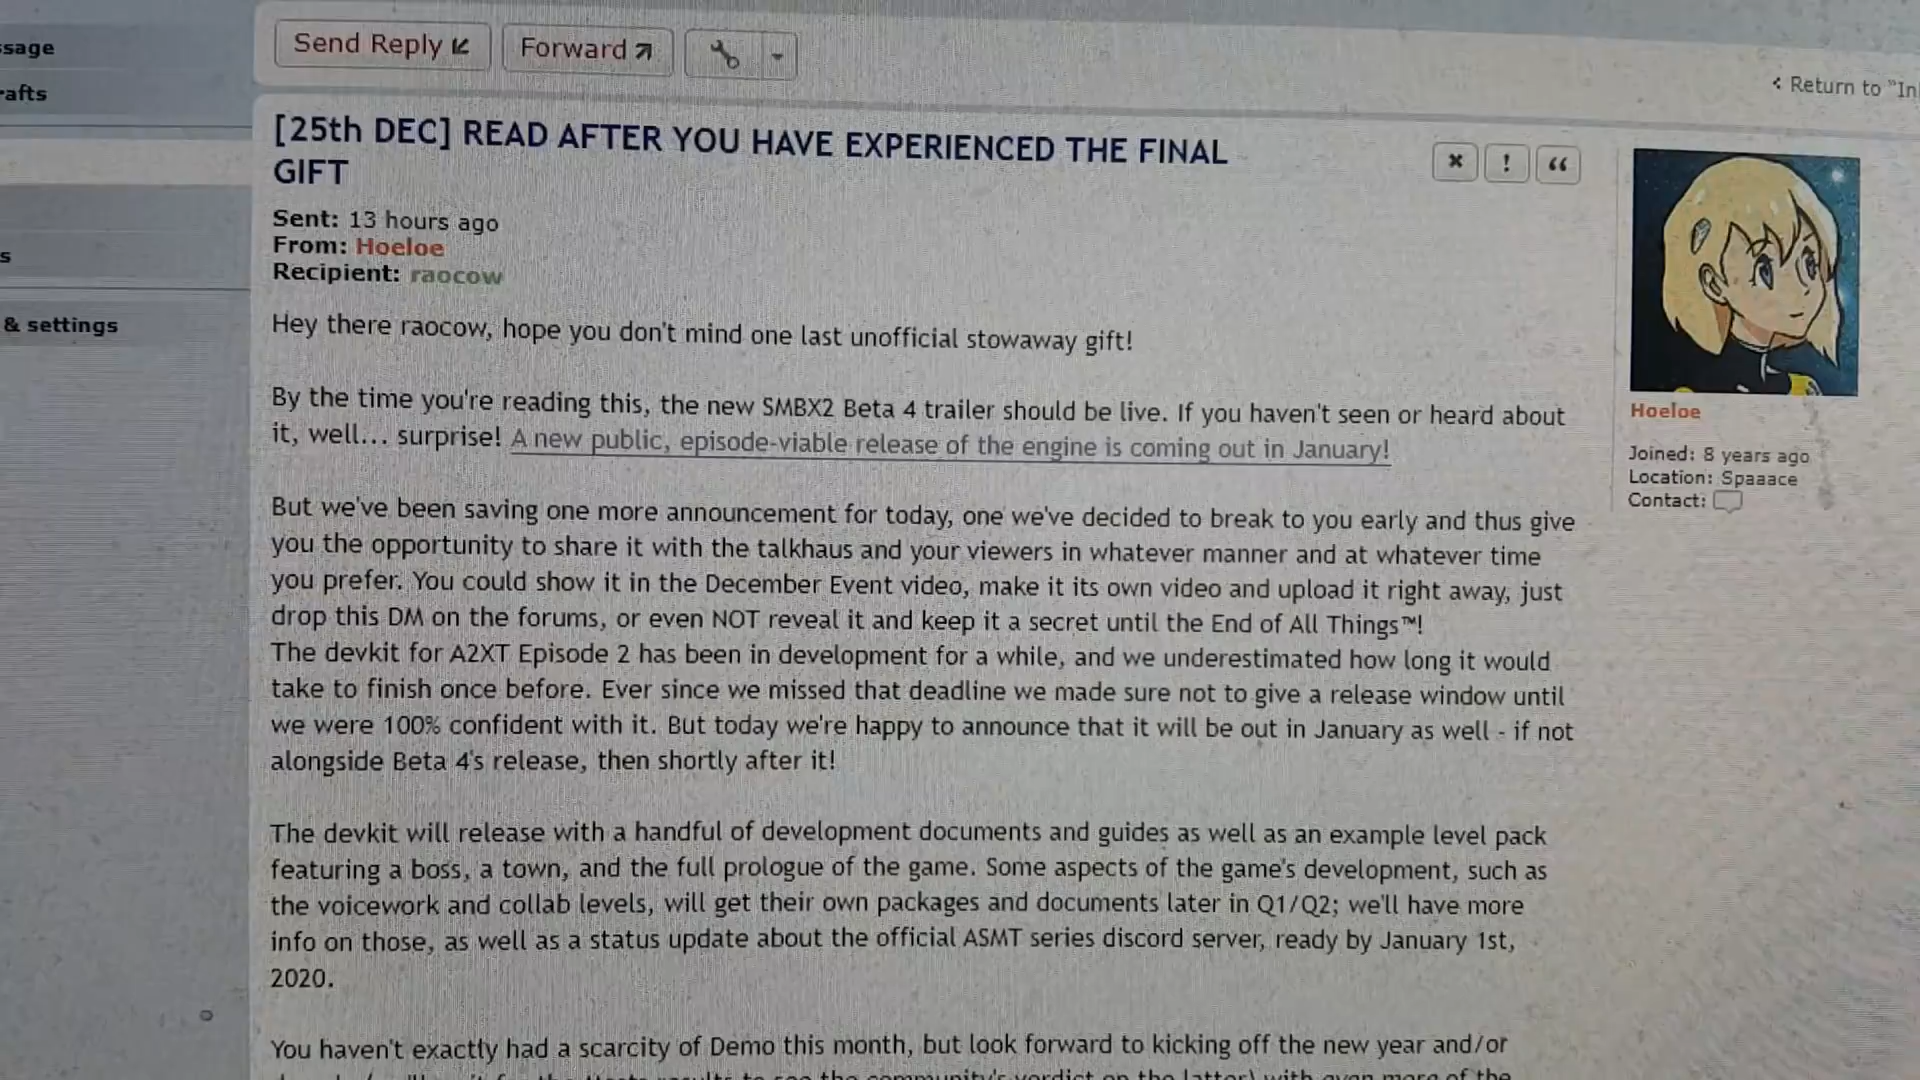 ssage
rafts
s
& settings
Send Reply
Forward
Return to "In
[25th DEC] READ AFTER YOU HAVE EXPERIENCED THE FINAL
GIFT
Sent: 13 hours ago
From: Hoeloe
Recipient: raocow
Hey there raocow, hope you don't mind one last unofficial stowaway gift!
By the time you're reading this, the new SMBX2 Beta 4 trailer should be live. If you haven't seen or heard about
it, well... surprise! A new public, episode-viable release of the engine is coming out in January!
But we've been saving one more announcement for today, one we've decided to break to you early and thus give
you the opportunity to share it with the talkhaus and your viewers in whatever manner and at whatever time
you prefer. You could show it in the December Event video, make it its own video and upload it right away, just
drop this DM on the forums, or even NOT reveal it and keep it a secret until the End of All Things™!
The devkit for A2XT Episode 2 has been in development for a while, and we underestimated how long it would
take to finish once before. Ever since we missed that deadline we made sure not to give a release window until
we were 100% confident with it. But today we're happy to announce that it will be out in January as well - if not
alongside Beta 4's release, then shortly after it!
The devkit will release with a handful of development documents and guides as well as an example level pack
featuring a boss, a town, and the full prologue of the game. Some aspects of the game's development, such as
the voicework and collab levels, will get their own packages and documents later in Q1/Q2; we'll have more
info on those, as well as a status update about the official ASMT series discord server, ready by January 1st,
2020.
You haven't exactly had a scarcity of Demo this month, but look forward to kicking off the new year and/or
Hoeloe
Joined: 8 years ago
Location: Spaaace
Contact: